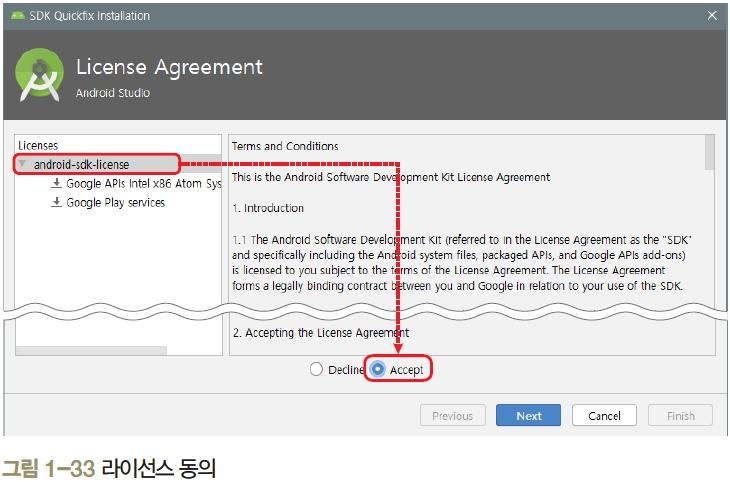 SDK Quickfix Installation
License Agreement
Android Studio
Licenses
android-sdk-license
Google APIs Intel x86 Atom Sys
Google Play services
Terms and Conditions
This is the Android Software Development Kit License Agreement
1. Introduction
1.1 The Android Software Development Kit (referred to in the License Agreement as the "SDK"
and specifically including the Android system files, packaged APIs, and Google APIs add-ons)
is licensed to you subject to the terms of the License Agreement. The License Agreement
forms a legally binding contract between you and Google in relation to your use of the SDK.
2. Accepting the License Agreement
Decline Accept
Previous Next Cancel Finish
그림 1-33 라이선스 동의